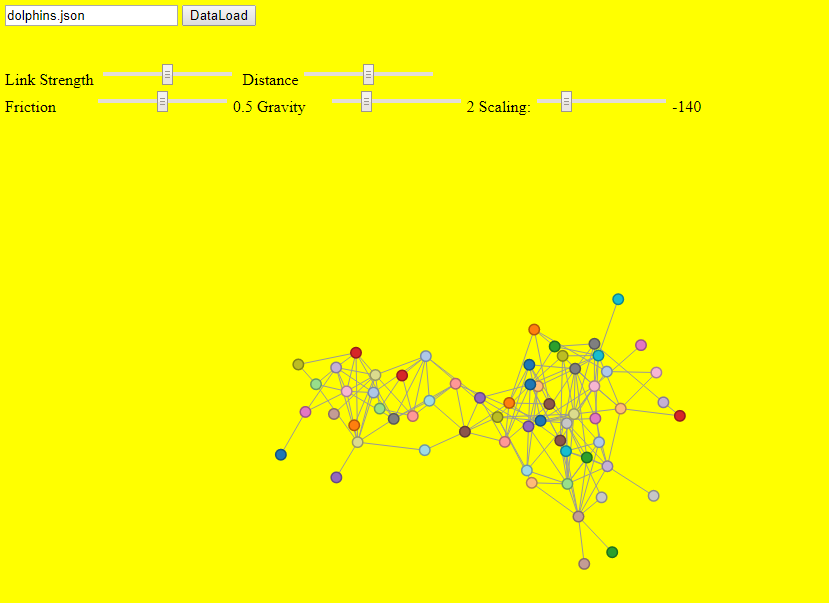 dolphins.json DataLoad
Link Strength Distance
Friction 0.5 Gravity 2 Scaling: -140